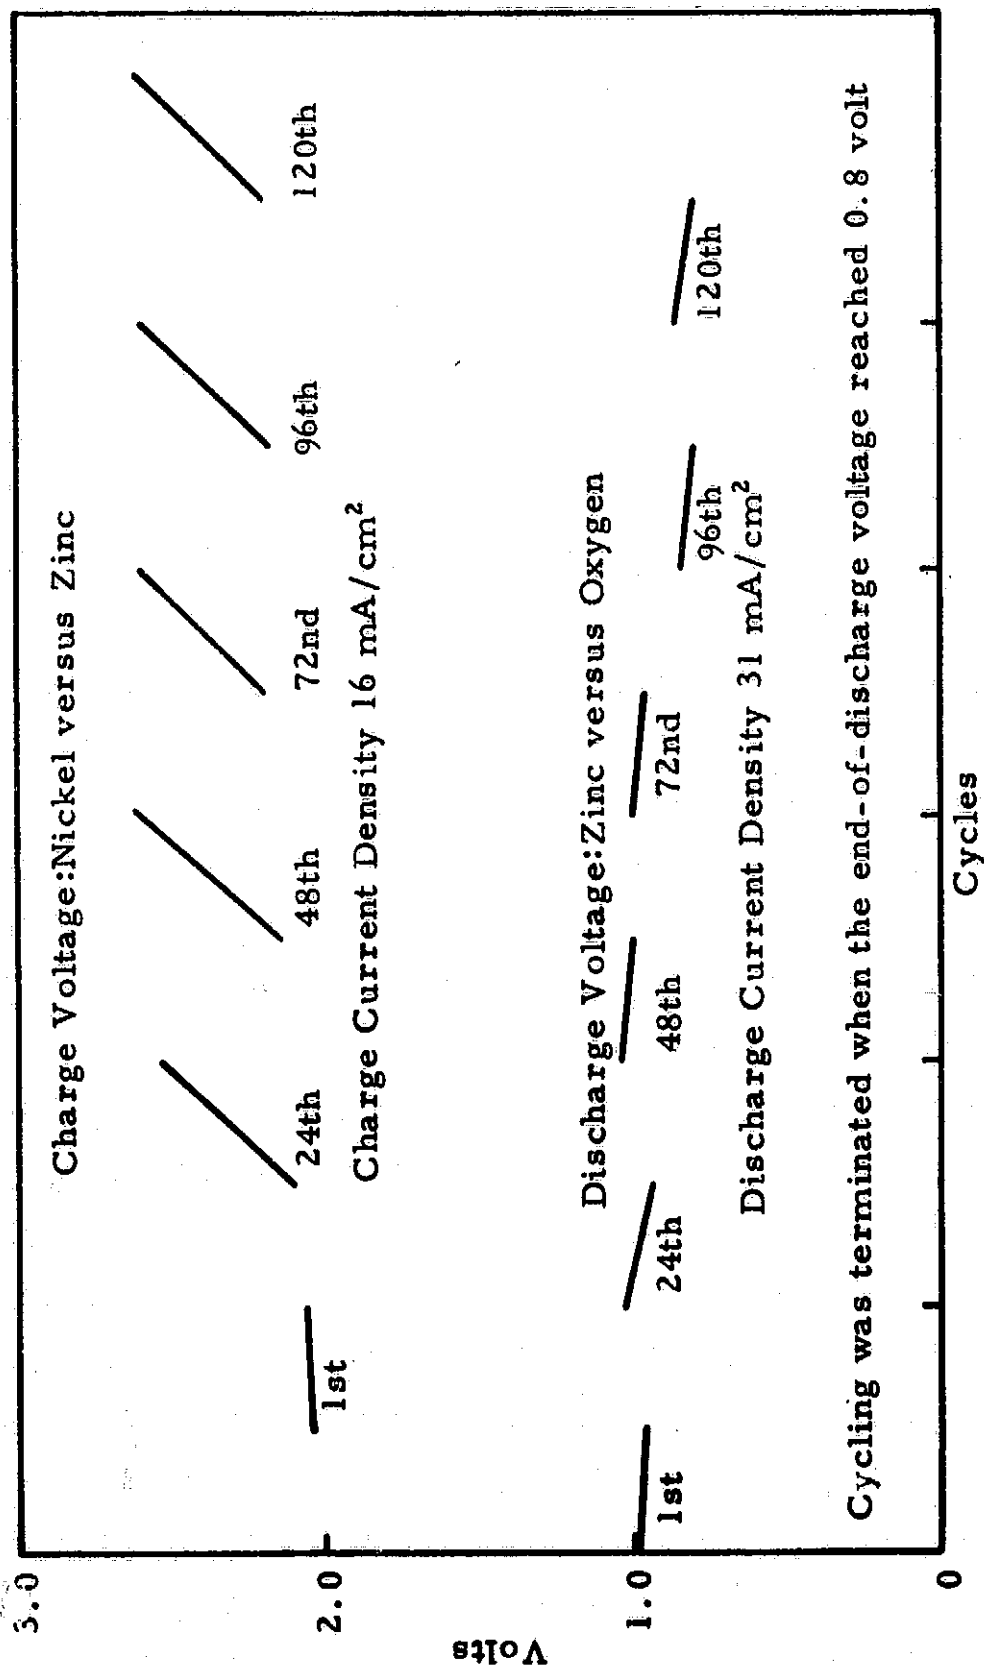 3.0
Charge Voltage:Nickel versus Zinc
1st
24th
48th
72nd
96th
120th
Charge Current Density 16 mA/cm²
2.0
Volts
Discharge Voltage:Zinc versus Oxygen
1.0
1st
24th
48th
72nd
96th
120th
Discharge Current Density 31 mA/cm²
Cycling was terminated when the end-of-discharge voltage reached 0.8 volt
0
Cycles